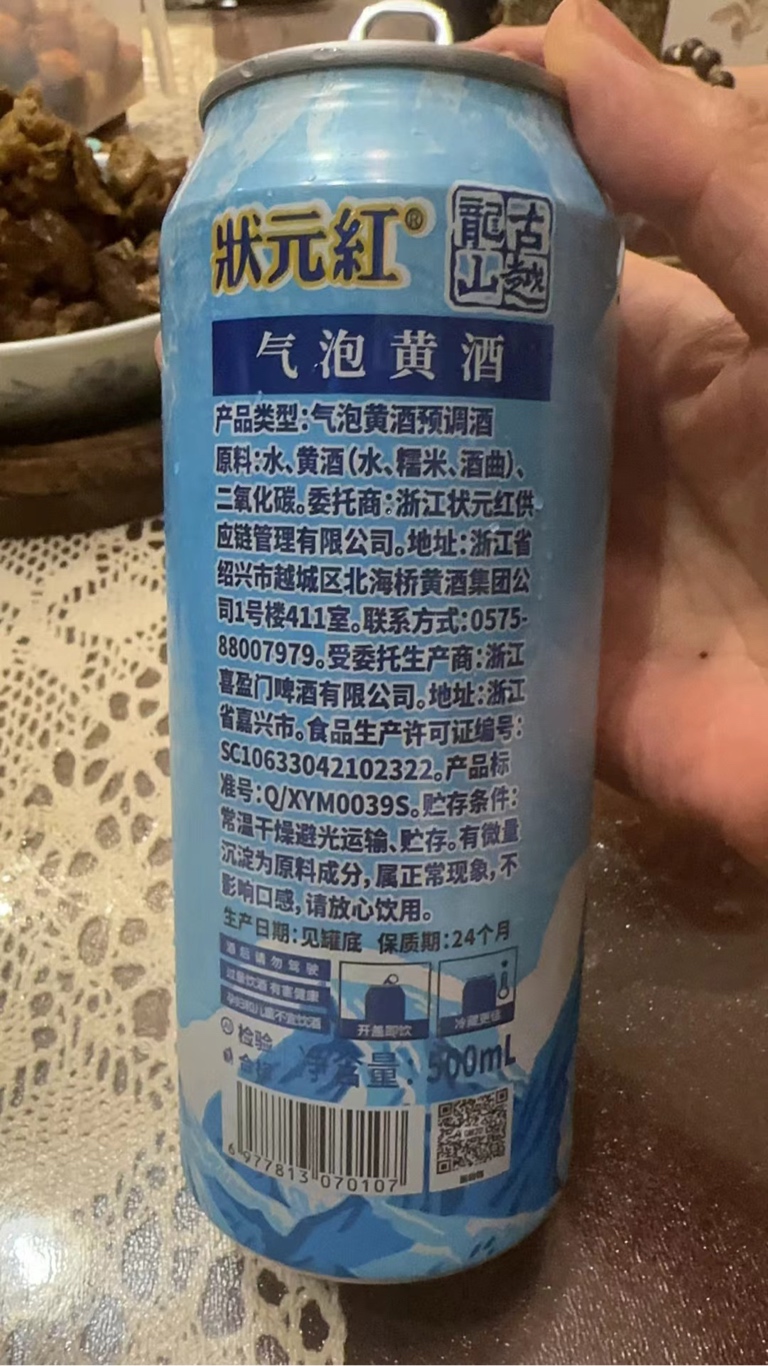 狀元紅®
古越龍山
气泡黄酒
产品类型:气泡黄酒预调酒
原料:水、黄酒(水、糯米、酒曲)、
二氧化碳。委托商:浙江状元红供
应链管理有限公司。地址:浙江省
绍兴市越城区北海桥黄酒集团公
司1号楼411室。联系方式:0575-
88007979。受委托生产商:浙江
喜盈门啤酒有限公司。地址:浙江
省嘉兴市。食品生产许可证编号:
SC10633042102322。产品标
准号:Q/XYM0039S。贮存条件:
常温干燥避光运输、贮存。有微量
沉淀为原料成分,属正常现象,不
影响口感,请放心饮用。
生产日期:见罐底 保质期:24个月
酒后请勿驾驶
过量饮酒有害健康
孕妇和儿童不宜饮酒
开盖即饮
冷藏更佳
检验
合格
净含量:500mL
6 977813 070107